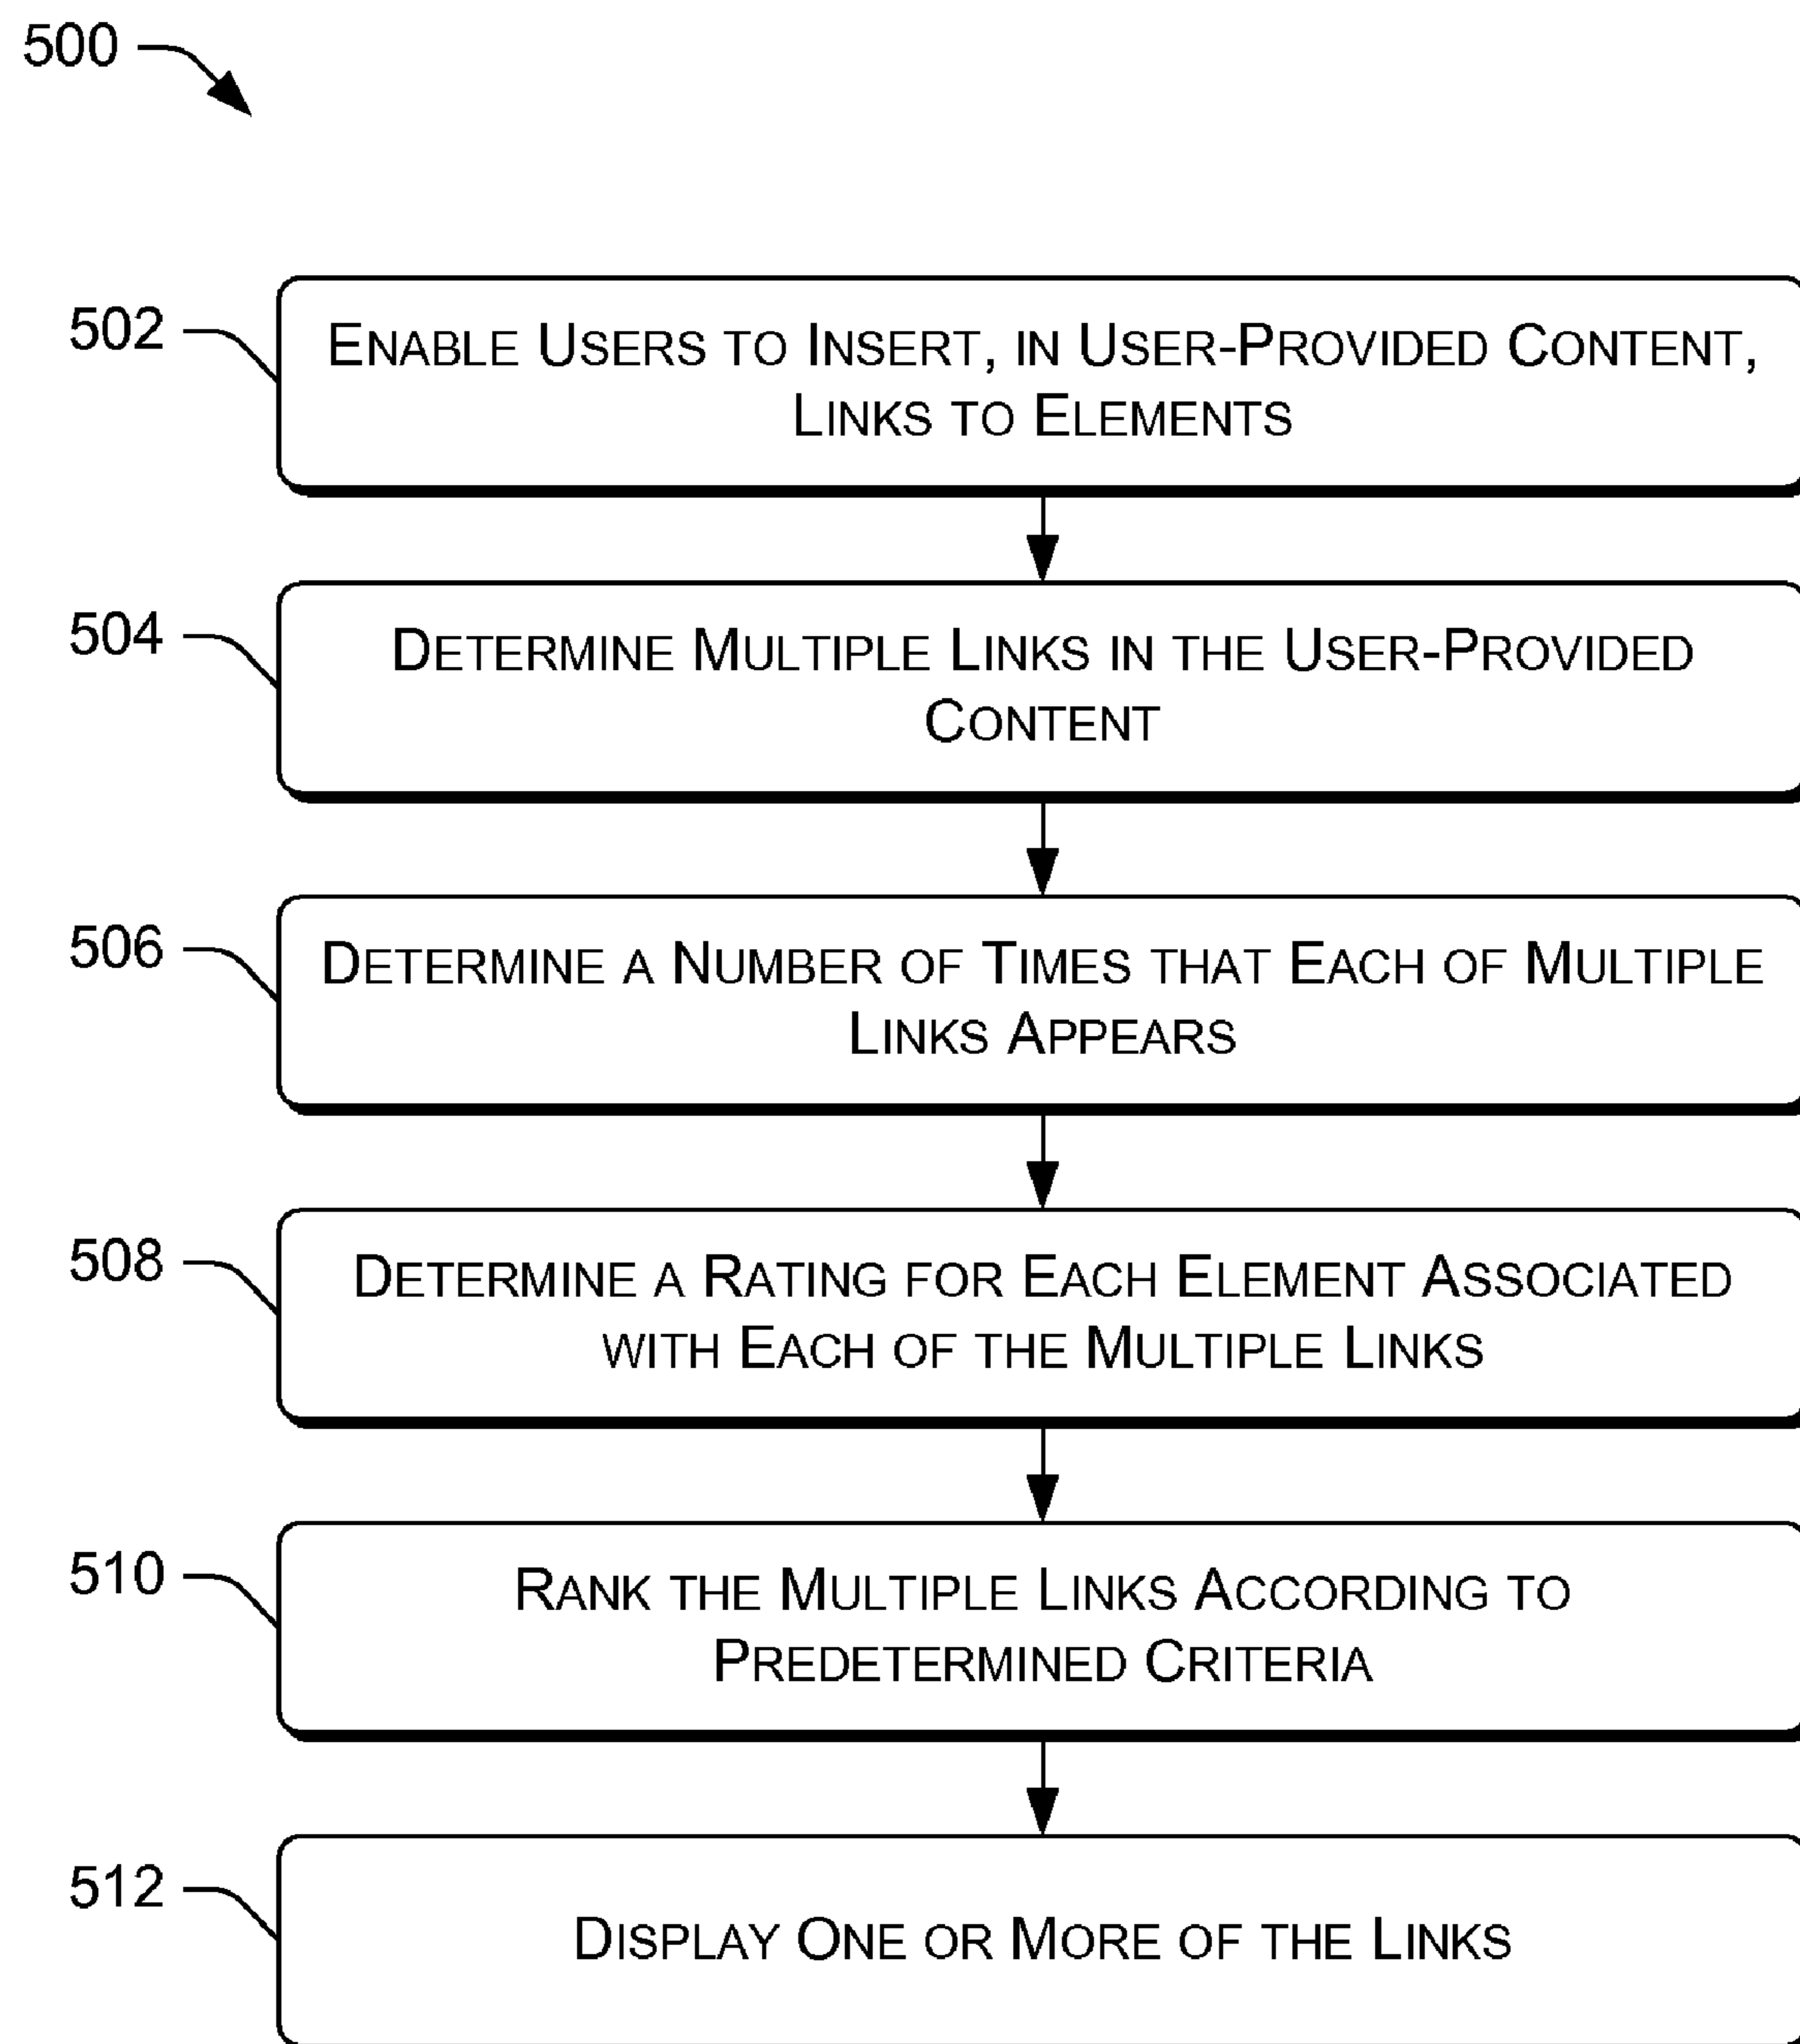 500
502
ENABLE USERS TO INSERT, IN USER-PROVIDED CONTENT,
LINKS TO ELEMENTS
504
DETERMINE MULTIPLE LINKS IN THE USER-PROVIDED
CONTENT
506
DETERMINE A NUMBER OF TIMES THAT EACH OF MULTIPLE
LINKS APPEARS
508
DETERMINE A RATING FOR EACH ELEMENT ASSOCIATED
WITH EACH OF THE MULTIPLE LINKS
510
RANK THE MULTIPLE LINKS ACCORDING TO
PREDETERMINED CRITERIA
512
DISPLAY ONE OR MORE OF THE LINKS